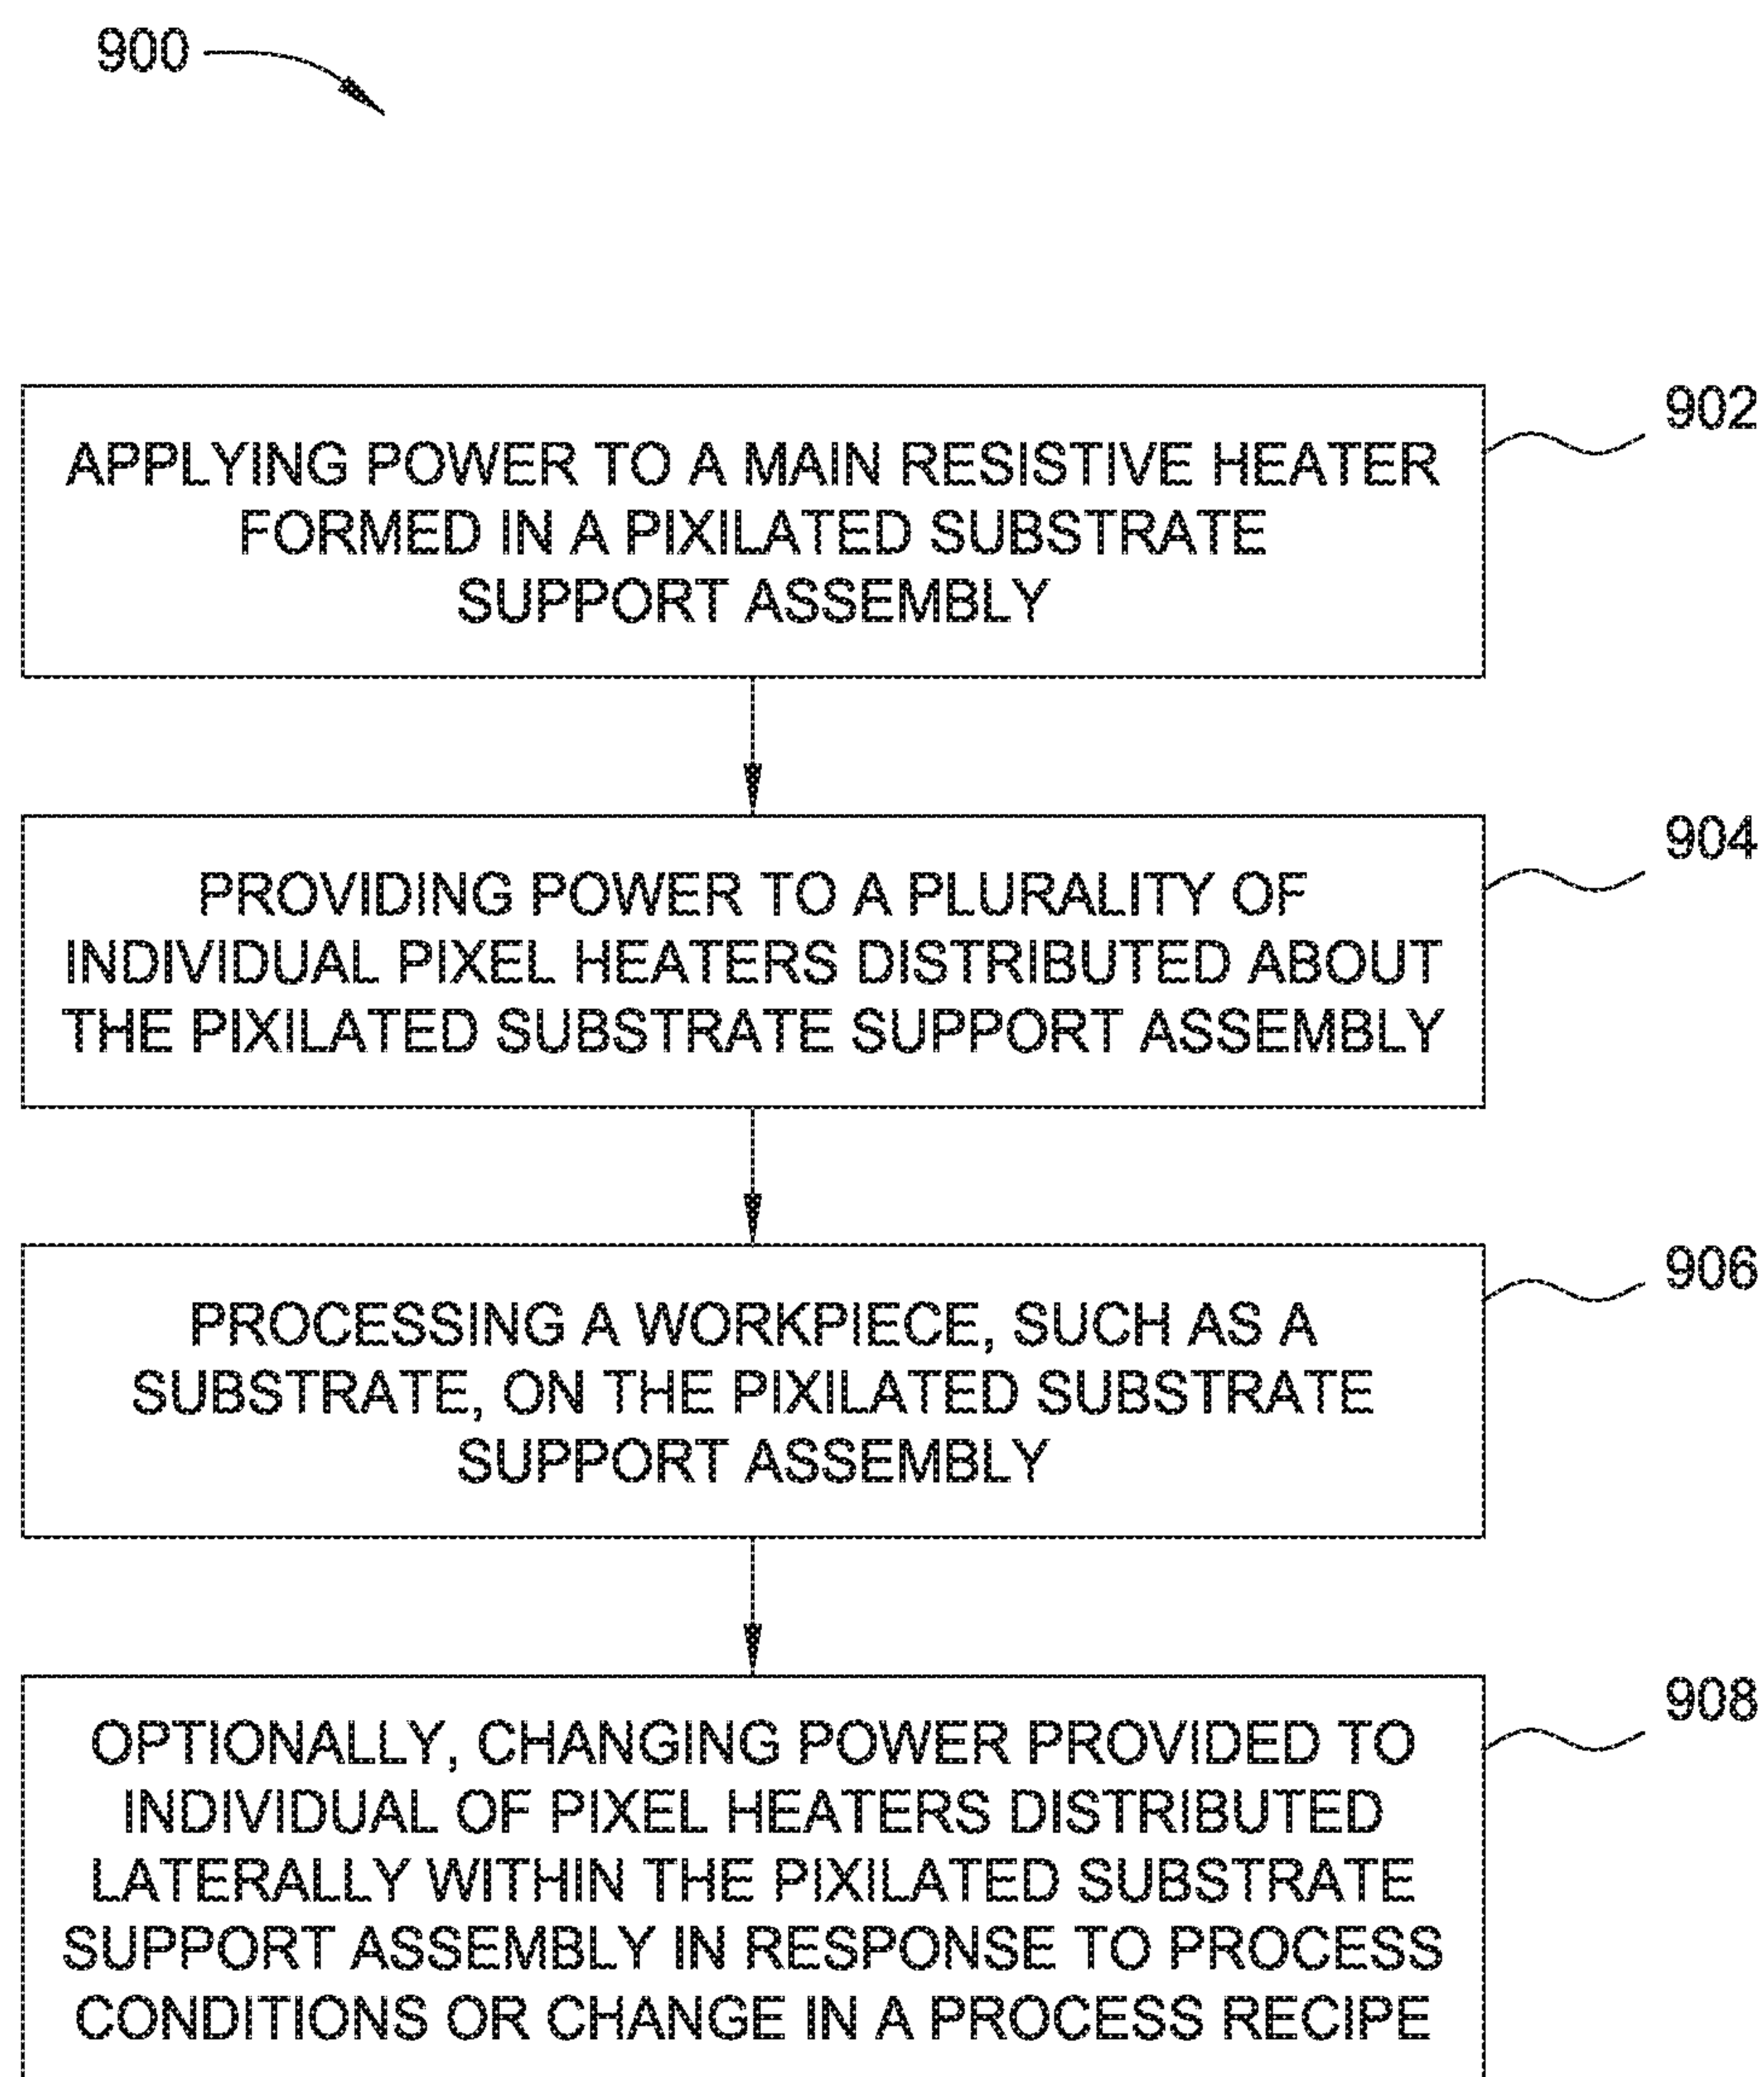 900
902
APPLYING POWER TO A MAIN RESISTIVE HEATER
FORMED IN A PIXILATED SUBSTRATE
SUPPORT ASSEMBLY
904
PROVIDING POWER TO A PLURALITY OF
INDIVIDUAL PIXEL HEATERS DISTRIBUTED ABOUT
THE PIXILATED SUBSTRATE SUPPORT ASSEMBLY
906
PROCESSING A WORKPIECE, SUCH AS A
SUBSTRATE, ON THE PIXILATED SUBSTRATE
SUPPORT ASSEMBLY
908
OPTIONALLY, CHANGING POWER PROVIDED TO
INDIVIDUAL OF PIXEL HEATERS DISTRIBUTED
LATERALLY WITHIN THE PIXILATED SUBSTRATE
SUPPORT ASSEMBLY IN RESPONSE TO PROCESS
CONDITIONS OR CHANGE IN A PROCESS RECIPE